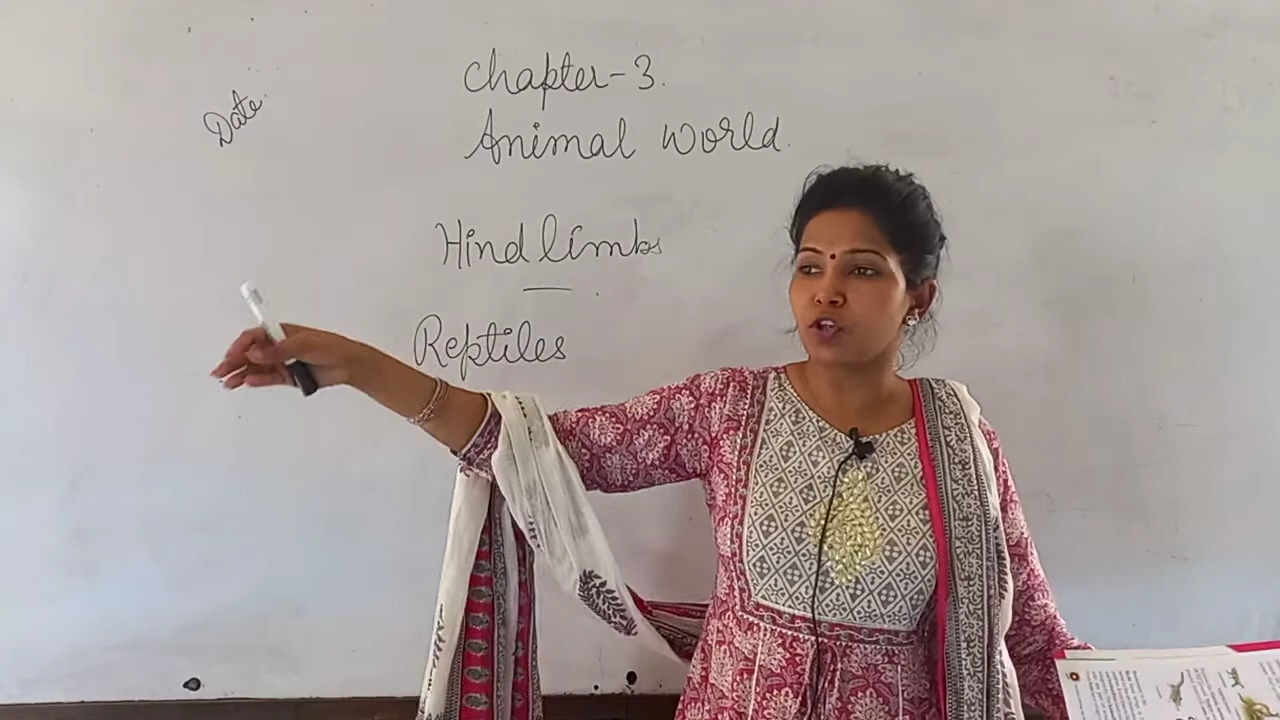 Date.
Chapter-3.
Animal World.
Hind limbs
Reptiles